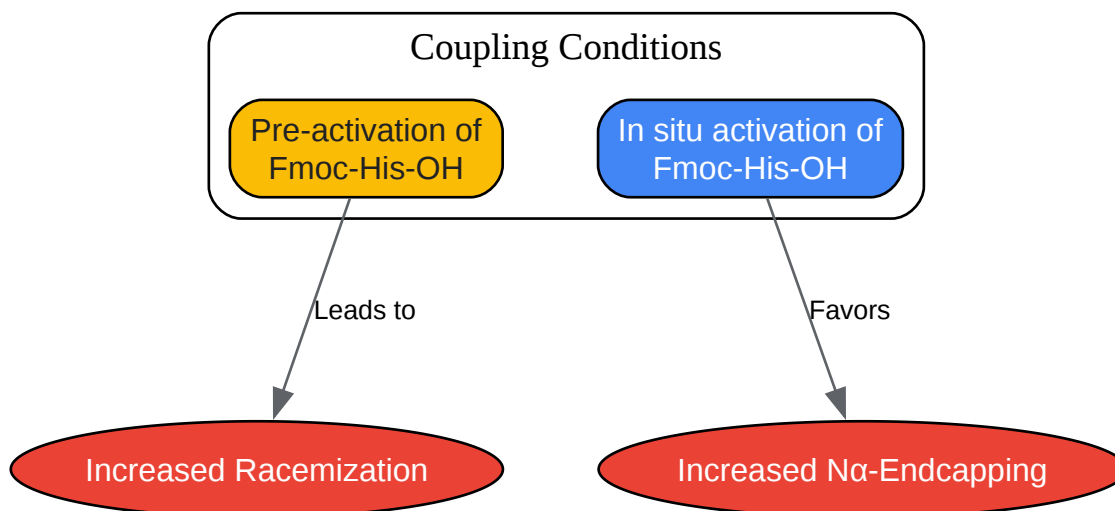 Coupling Conditions
Pre-activation of
Fmoc-His-OH
In situ activation of
Fmoc-His-OH
Leads to
Favors
Increased Racemization
Increased Nα-Endcapping